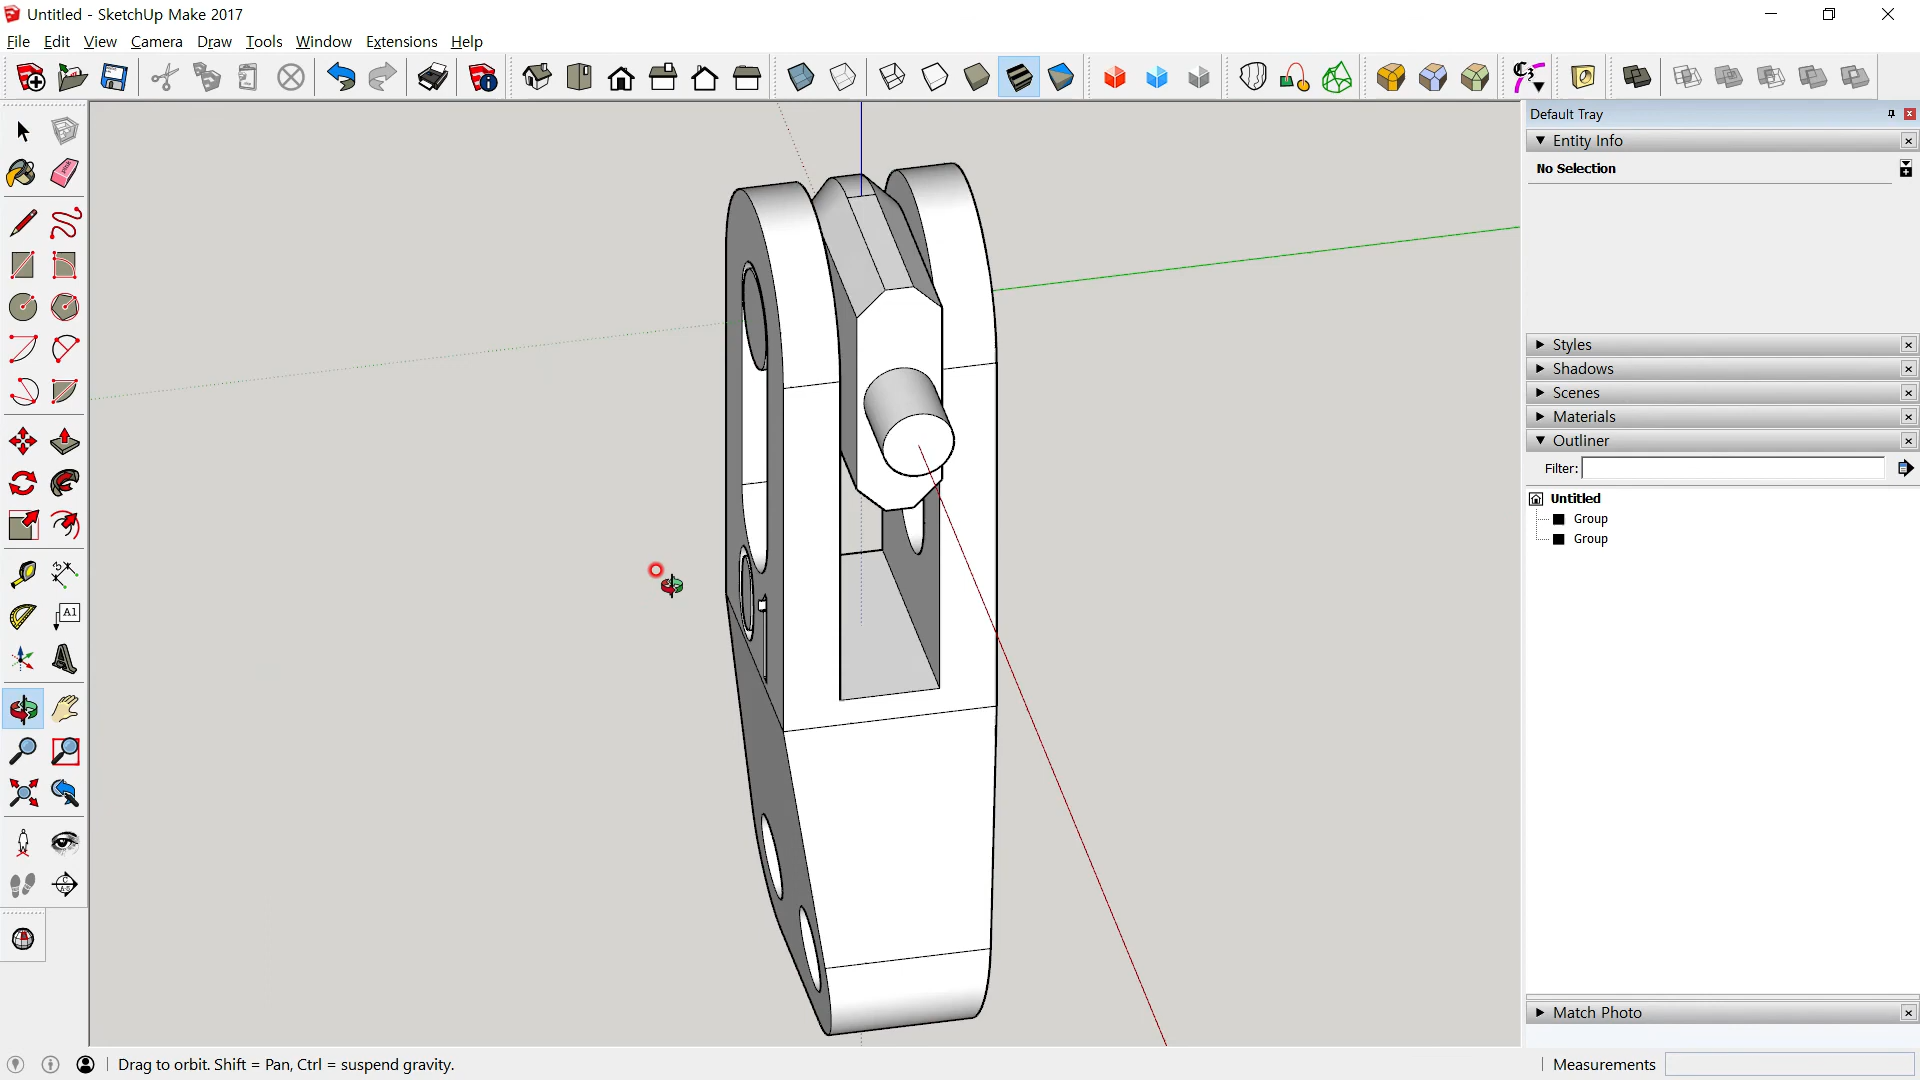 Untitled - SketchUp Make 2017
File Edit View Camera Draw Tools Window Extensions Help
Default Tray
Entity Info
No Selection
Styles
Shadows
Scenes
Materials
Outliner
Filter:
Untitled
Group
Group
Match Photo
Drag to orbit. Shift = Pan, Ctrl = suspend gravity.
Measurements